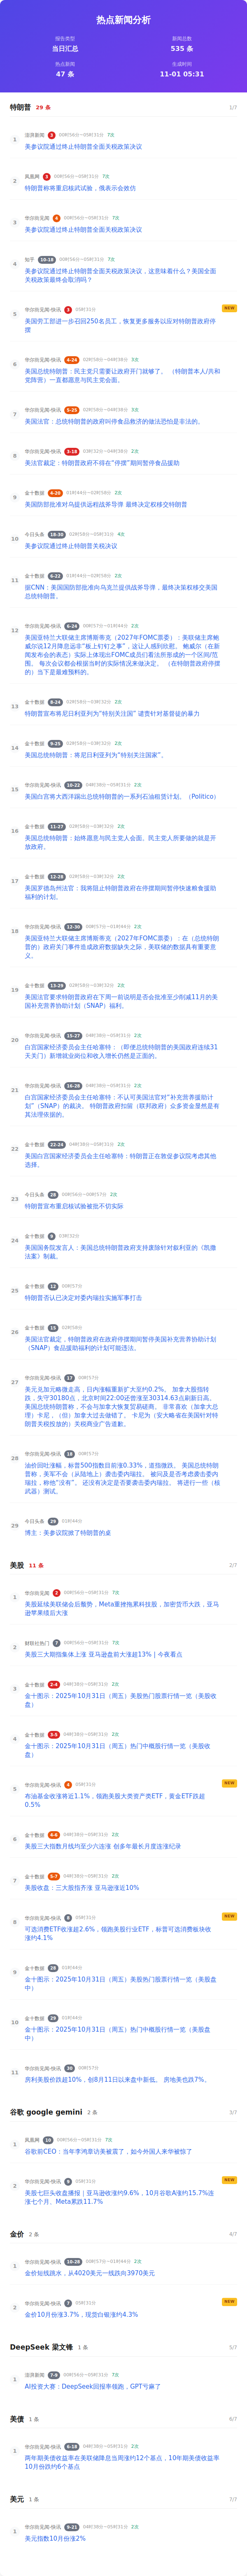 热点新闻分析
报告类型
当日汇总
新闻总数
535 条
热点新闻
47 条
生成时间
11-01 05:31
特朗普 29 条
1/7
1
澎湃新闻 3 00时56分~05时31分 7次
美参议院通过终止特朗普全面关税政策决议
2
凤凰网 3 00时56分~05时31分 7次
特朗普称将重启核武试验，俄表示会效仿
3
华尔街见闻 4 00时56分~05时31分 7次
美参议院通过终止特朗普全面关税政策决议
4
知乎 10-18 00时56分~05时31分 7次
美参议院通过终止特朗普全面关税政策决议，这意味着什么？美国全面
关税政策最终会取消吗？
5
华尔街见闻-快讯 3 05时31分
NEW
美国劳工部进一步召回250名员工，恢复更多服务以应对特朗普政府停
摆
6
华尔街见闻-快讯 4-24 02时58分~04时38分 3次
美国总统特朗普：民主党只需要让政府开门就够了。 （特朗普本人/共和
党阵营）一直都愿意与民主党会面。
7
华尔街见闻-快讯 5-25 02时58分~04时38分 3次
美国法官：总统特朗普的政府叫停食品救济的做法恐怕是非法的。
8
华尔街见闻-快讯 3-18 03时32分~04时38分 2次
美法官裁定：特朗普政府不得在“停摆”期间暂停食品援助
9
金十数据 6-20 01时44分~02时58分 2次
美国防部批准对乌提供远程战斧导弹 最终决定权移交特朗普
10
今日头条 18-30 02时58分~05时31分 4次
美参议院通过终止特朗普关税决议
11
金十数据 6-22 01时44分~02时58分 2次
据CNN：美国国防部批准向乌克兰提供战斧导弹，最终决策权移交美国
总统特朗普。
12
华尔街见闻-快讯 6-24 00时57分~01时44分 2次
美国亚特兰大联储主席博斯蒂克（2027年FOMC票委）：美联储主席鲍
威尔说12月降息远非“板上钉钉之事”，这让人感到欣慰。 鲍威尔（在新
闻发布会的表态）实际上体现出FOMC成员们看法所形成的一个区间/范
围。 每次会议都会根据当时的实际情况来做决定。 （在特朗普政府停摆
的）当下是最难预料的。
13
金十数据 8-24 02时58分~03时32分 2次
特朗普宣布将尼日利亚列为“特别关注国” 谴责针对基督徒的暴力
14
金十数据 9-25 02时58分~03时32分 2次
美国总统特朗普：将尼日利亚列为“特别关注国家”。
15
华尔街见闻-快讯 10-22 04时38分~05时31分 2次
美国白宫将大西洋踢出总统特朗普的一系列石油租赁计划。（Politico）
16
金十数据 11-27 02时58分~03时32分 2次
美国总统特朗普：始终愿意与民主党人会面。民主党人所要做的就是开
放政府。
17
金十数据 12-28 02时58分~03时32分 2次
美国罗德岛州法官：我将阻止特朗普政府在停摆期间暂停快速粮食援助
福利的计划。
18
华尔街见闻-快讯 12-30 00时57分~01时44分 2次
美国亚特兰大联储主席博斯蒂克（2027年FOMC票委）：在（总统特朗
普的）政府关门事件造成政府数据缺失之际，美联储的数据具有重要意
义。
19
金十数据 13-29 02时58分~03时32分 2次
美国法官要求特朗普政府在下周一前说明是否会批准至少削减11月的美
国补充营养协助计划（SNAP）福利。
20
华尔街见闻-快讯 15-27 04时38分~05时31分 2次
白宫国家经济委员会主任哈塞特：（即使总统特朗普的美国政府连续31
天关门）新增就业岗位和收入增长仍然是正面的。
21
华尔街见闻-快讯 16-28 04时38分~05时31分 2次
白宫国家经济委员会主任哈塞特：不认可美国法官对“补充营养援助计
划”（SNAP）的裁决。 特朗普政府扣留（联邦政府）众多资金显然是有
其法理依据的。
22
金十数据 22-24 04时38分~05时31分 2次
美国白宫国家经济委员会主任哈塞特：特朗普正在敦促参议院考虑其他
选择。
23
今日头条 28 00时56分~00时57分 2次
特朗普宣布重启核试验被批不切实际
24
金十数据 9 03时32分
美国国务院发言人：美国总统特朗普政府支持废除针对叙利亚的《凯撒
法案》制裁。
25
金十数据 12 00时57分
特朗普否认已决定对委内瑞拉实施军事打击
26
金十数据 15 02时58分
美国法官裁定，特朗普政府在政府停摆期间暂停美国补充营养协助计划
（SNAP）食品援助福利的计划可能违法。
27
华尔街见闻-快讯 17 00时57分
美元兑加元略微走高，日内涨幅重新扩大至约0.2%。 加拿大股指转
跌，失守30180点，北京时间22:00还曾涨至30314.63点刷新日高。
美国总统特朗普称，不会与加拿大恢复贸易磋商。 非常喜欢（加拿大总
理）卡尼，（但）加拿大过去做错了。 卡尼为（安大略省在美国针对特
朗普关税投放的）关税商业广告道歉。
28
华尔街见闻-快讯 18 00时57分
油价回吐涨幅，标普500指数目前涨0.33%，道指微跌。 美国总统特朗
普称，美军不会（从陆地上）袭击委内瑞拉。 被问及是否考虑袭击委内
瑞拉，称他“没有”。 还没有决定是否要袭击委内瑞拉。 将进行一些（核
武器）测试。
29
今日头条 29 01时44分
博主：美参议院掀了特朗普的桌
美股 11 条
2/7
1
华尔街见闻 2 00时56分~05时31分 7次
美股延续美联储会后颓势，Meta重挫拖累科技股，加密货币大跌，亚马
逊苹果绩后大涨
2
财联社热门 7 00时56分~05时31分 7次
美股三大期指集体上涨 亚马逊盘前大涨超13% | 今夜看点
3
金十数据 2-4 04时38分~05时31分 2次
金十图示：2025年10月31日（周五）美股热门股票行情一览（美股收
盘）
4
金十数据 3-5 04时38分~05时31分 2次
金十图示：2025年10月31日（周五）热门中概股行情一览（美股收
盘）
5
华尔街见闻-快讯 4 05时31分
NEW
布油基金收涨将近1.1%，领跑美股大类资产类ETF，黄金ETF跌超
0.5%
6
金十数据 4-6 04时38分~05时31分 2次
美股三大指数月线均至少六连涨 创多年最长月度连涨纪录
7
金十数据 5-7 04时38分~05时31分 2次
美股收盘：三大股指齐涨 亚马逊涨近10%
8
华尔街见闻-快讯 8 05时31分
NEW
可选消费ETF收涨超2.6%，领跑美股行业ETF，标普可选消费板块收
涨约4.1%
9
金十数据 28 01时44分
金十图示：2025年10月31日（周五）美股热门股票行情一览（美股盘
中）
10
金十数据 29 01时44分
金十图示：2025年10月31日（周五）热门中概股行情一览（美股盘
中）
11
华尔街见闻-快讯 30 00时57分
房利美股价跌超10%，创8月11日以来盘中新低。 房地美也跌7%。
谷歌 google gemini 2 条
3/7
1
凤凰网 10 00时56分~05时31分 7次
谷歌前CEO：当年李鸿章访美被震了，如今外国人来华被惊了
2
华尔街见闻-快讯 9 05时31分
NEW
美股七巨头收盘播报 | 亚马逊收涨约9.6%，10月谷歌A涨约15.7%连
涨七个月、Meta累跌11.7%
金价 2 条
4/7
1
华尔街见闻-快讯 10-28 00时57分~01时44分 2次
金价短线跳水，从4020美元一线跌向3970美元
2
华尔街见闻-快讯 7 05时31分
NEW
金价10月份涨3.7%，现货白银涨约4.3%
DeepSeek 梁文锋 1 条
5/7
1
澎湃新闻 7-9 00时56分~05时31分 7次
AI投资大赛：DeepSeek回报率领跑，GPT亏麻了
美债 1 条
6/7
1
华尔街见闻-快讯 6-18 04时38分~05时31分 2次
两年期美债收益率在美联储降息当周涨约12个基点，10年期美债收益率
10月份跌约6个基点
美元 1 条
7/7
1
华尔街见闻-快讯 9-21 04时38分~05时31分 2次
美元指数10月份涨2%